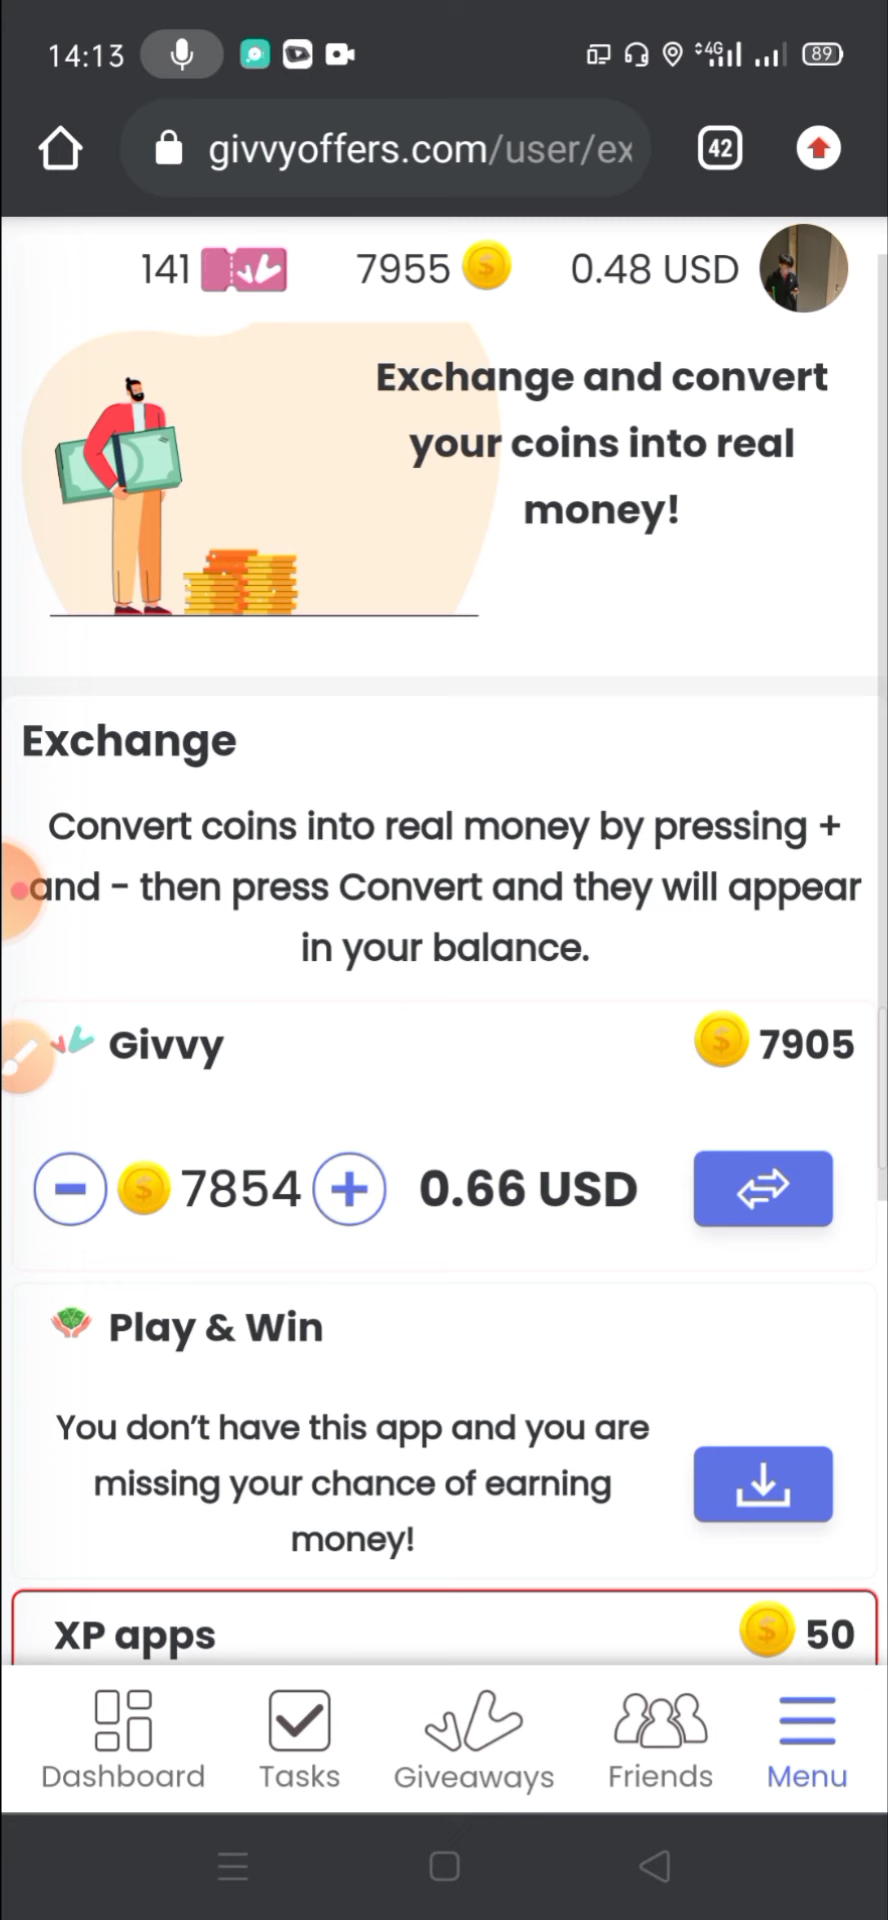 14:13
4G
89
givvyoffers.com/user/ex
42
141 7955 0.48 USD
Exchange and convert
your coins into real
money!
Exchange
Convert coins into real money by pressing +
and - then press Convert and they will appear
in your balance.
Givvy 7905
7854 0.66 USD
Play & Win
You don’t have this app and you are
missing your chance of earning
money!
XP apps 50
Dashboard Tasks Giveaways Friends Menu